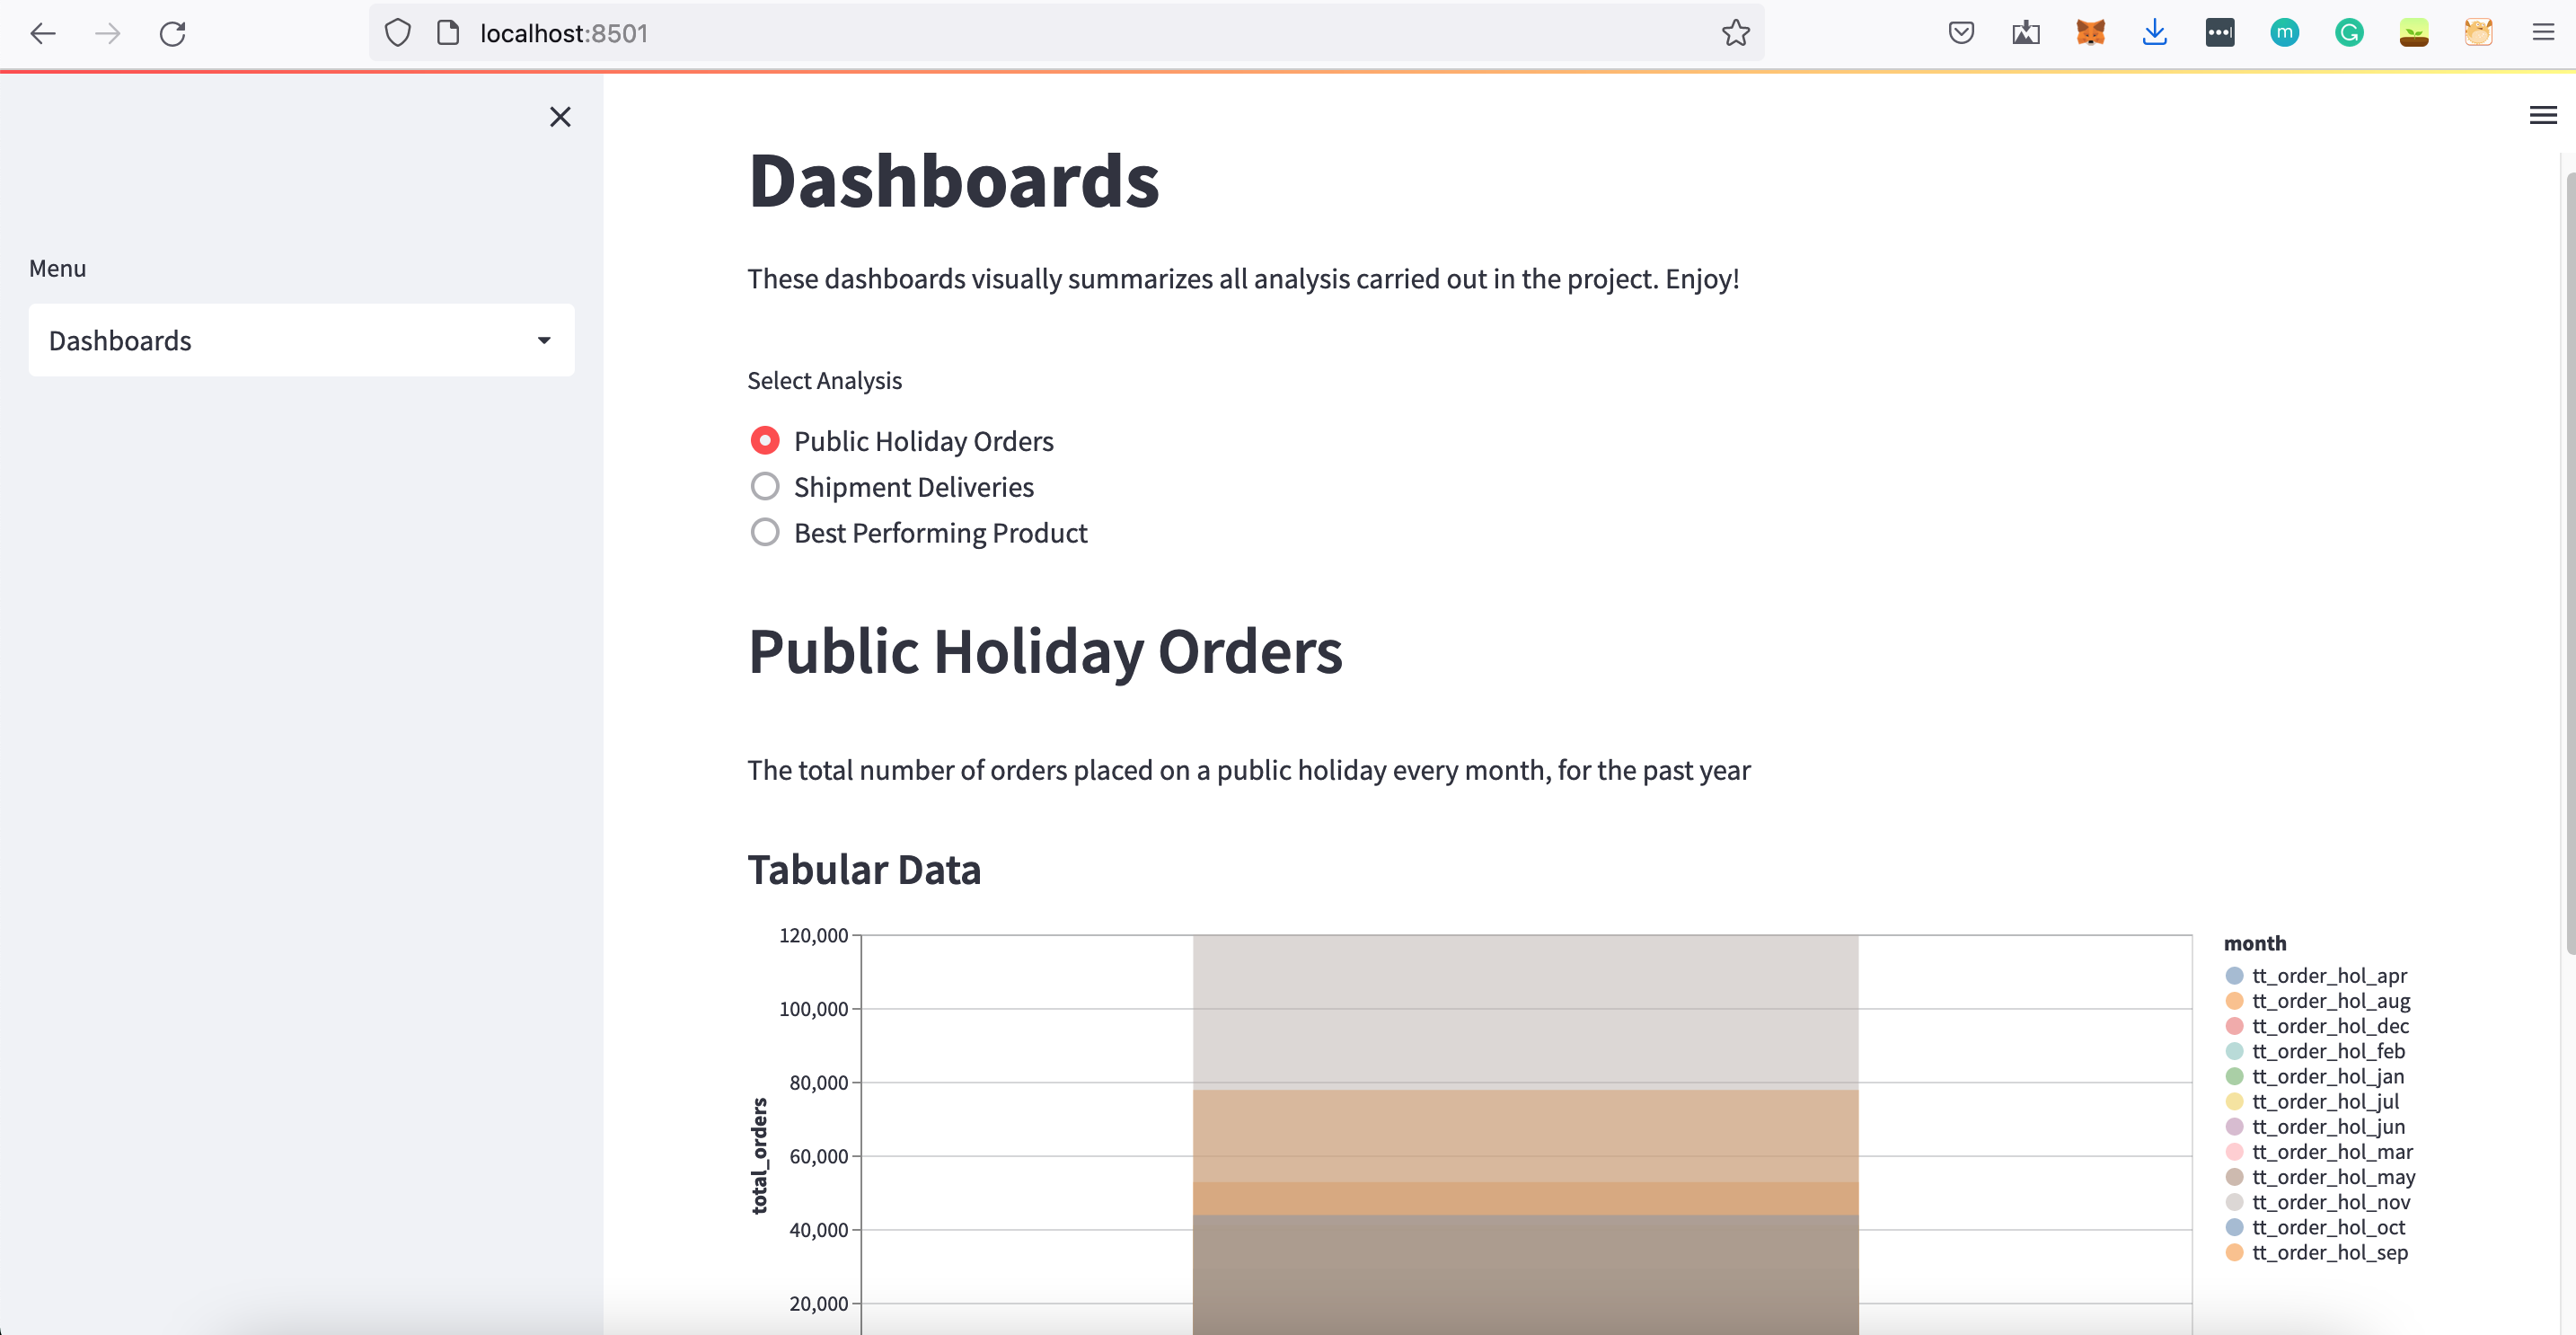 localhost:8501
m
G
Menu
Dashboards
Dashboards
These dashboards visually summarizes all analysis carried out in the project. Enjoy!
Select Analysis
Public Holiday Orders
Shipment Deliveries
Best Performing Product
Public Holiday Orders
The total number of orders placed on a public holiday every month, for the past year
Tabular Data
120,000
100,000
80,000
60,000
40,000
20,000
total_orders
month
tt_order_hol_apr
tt_order_hol_aug
tt_order_hol_dec
tt_order_hol_feb
tt_order_hol_jan
tt_order_hol_jul
tt_order_hol_jun
tt_order_hol_mar
tt_order_hol_may
tt_order_hol_nov
tt_order_hol_oct
tt_order_hol_sep